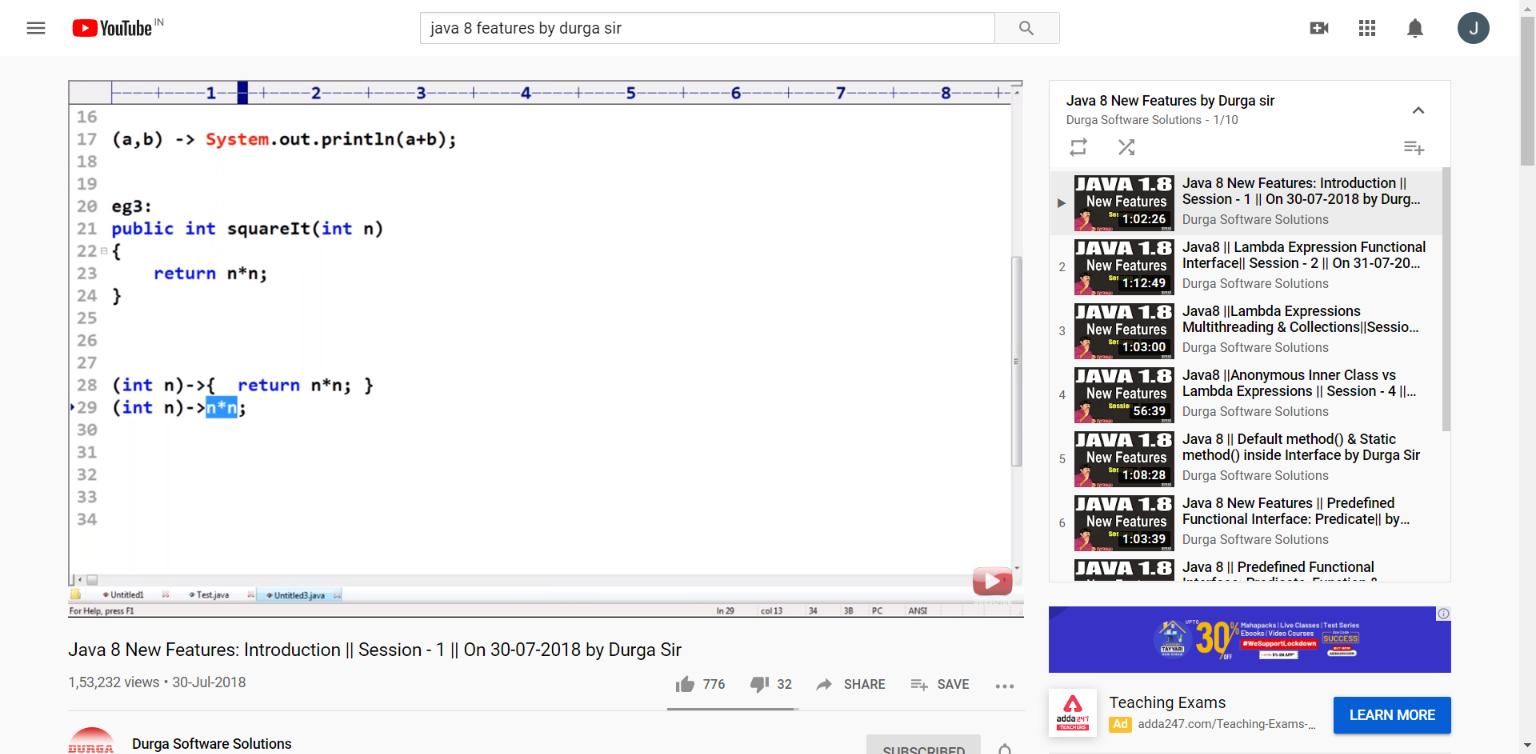 YouTube IN
java 8 features by durga sir
J
1 2 3 4 5 6 7 8
16
17 (a,b) -> System.out.println(a+b);
18
19
20 eg3:
21 public int squareIt(int n)
22 {
23 return n*n;
24 }
25
26
27
28 (int n)->{ return n*n; }
29 (int n)->n*n;
30
31
32
33
34
Untitled1 Test.java Untitled3.java
For Help, press F1 ln 29 col 13 34 3B PC ANSI
Java 8 New Features: Introduction || Session - 1 || On 30-07-2018 by Durga Sir
1,53,232 views • 30-Jul-2018
776 32 SHARE SAVE
DURGA
Durga Software Solutions
SUBSCRIBED
Java 8 New Features by Durga sir
Durga Software Solutions - 1/10
JAVA 1.8
New Features
1:02:26
Java 8 New Features: Introduction ||
Session - 1 || On 30-07-2018 by Durg...
Durga Software Solutions
2
JAVA 1.8
New Features
1:12:49
Java8 || Lambda Expression Functional
Interface|| Session - 2 || On 31-07-20...
Durga Software Solutions
3
JAVA 1.8
New Features
1:03:00
Java8 ||Lambda Expressions
Multithreading & Collections||Sessio...
Durga Software Solutions
4
JAVA 1.8
New Features
56:39
Java8 ||Anonymous Inner Class vs
Lambda Expressions || Session - 4 ||...
Durga Software Solutions
5
JAVA 1.8
New Features
1:08:28
Java 8 || Default method() & Static
method() inside Interface by Durga Sir
Durga Software Solutions
6
JAVA 1.8
New Features
1:03:39
Java 8 New Features || Predefined
Functional Interface: Predicate|| by...
Durga Software Solutions
JAVA 1.8
Java 8 || Predefined Functional
Interface: Predicate, Function &
UPTO 30% OFF
Mahapacks | Live Classes | Test Series
Ebooks | Video Courses
#WeSupportLockdown
Use Code
SUCCESS
TAYYARI
Teaching Exams
Ad adda247.com/Teaching-Exams-...
adda247
TEACHERS
LEARN MORE